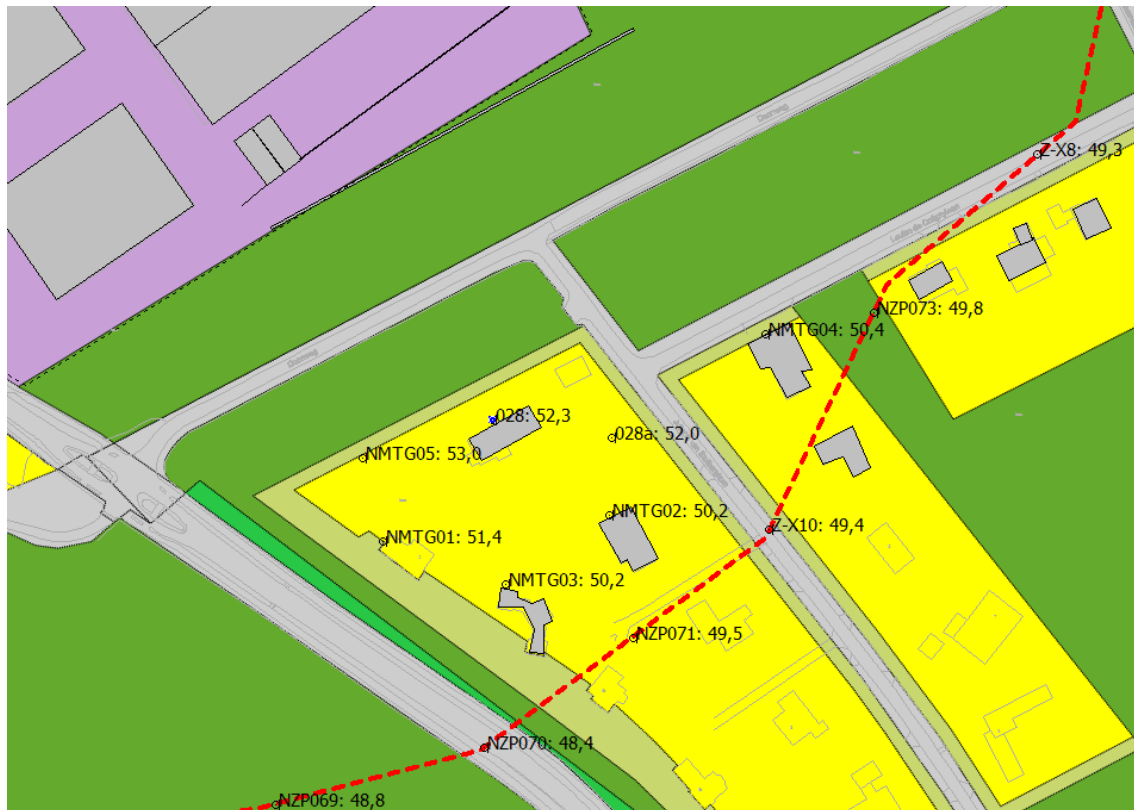 Z-X8: 49,3
NZP073: 49,8
NMTG04: 50,4
028: 52,3
028a: 52,0
NMTG05: 53,0
NMTG02: 50,2
Z-X10: 49,4
NMTG01: 51,4
NMTG03: 50,2
NZP071: 49,5
NZP070: 48,4
NZP069: 48,8